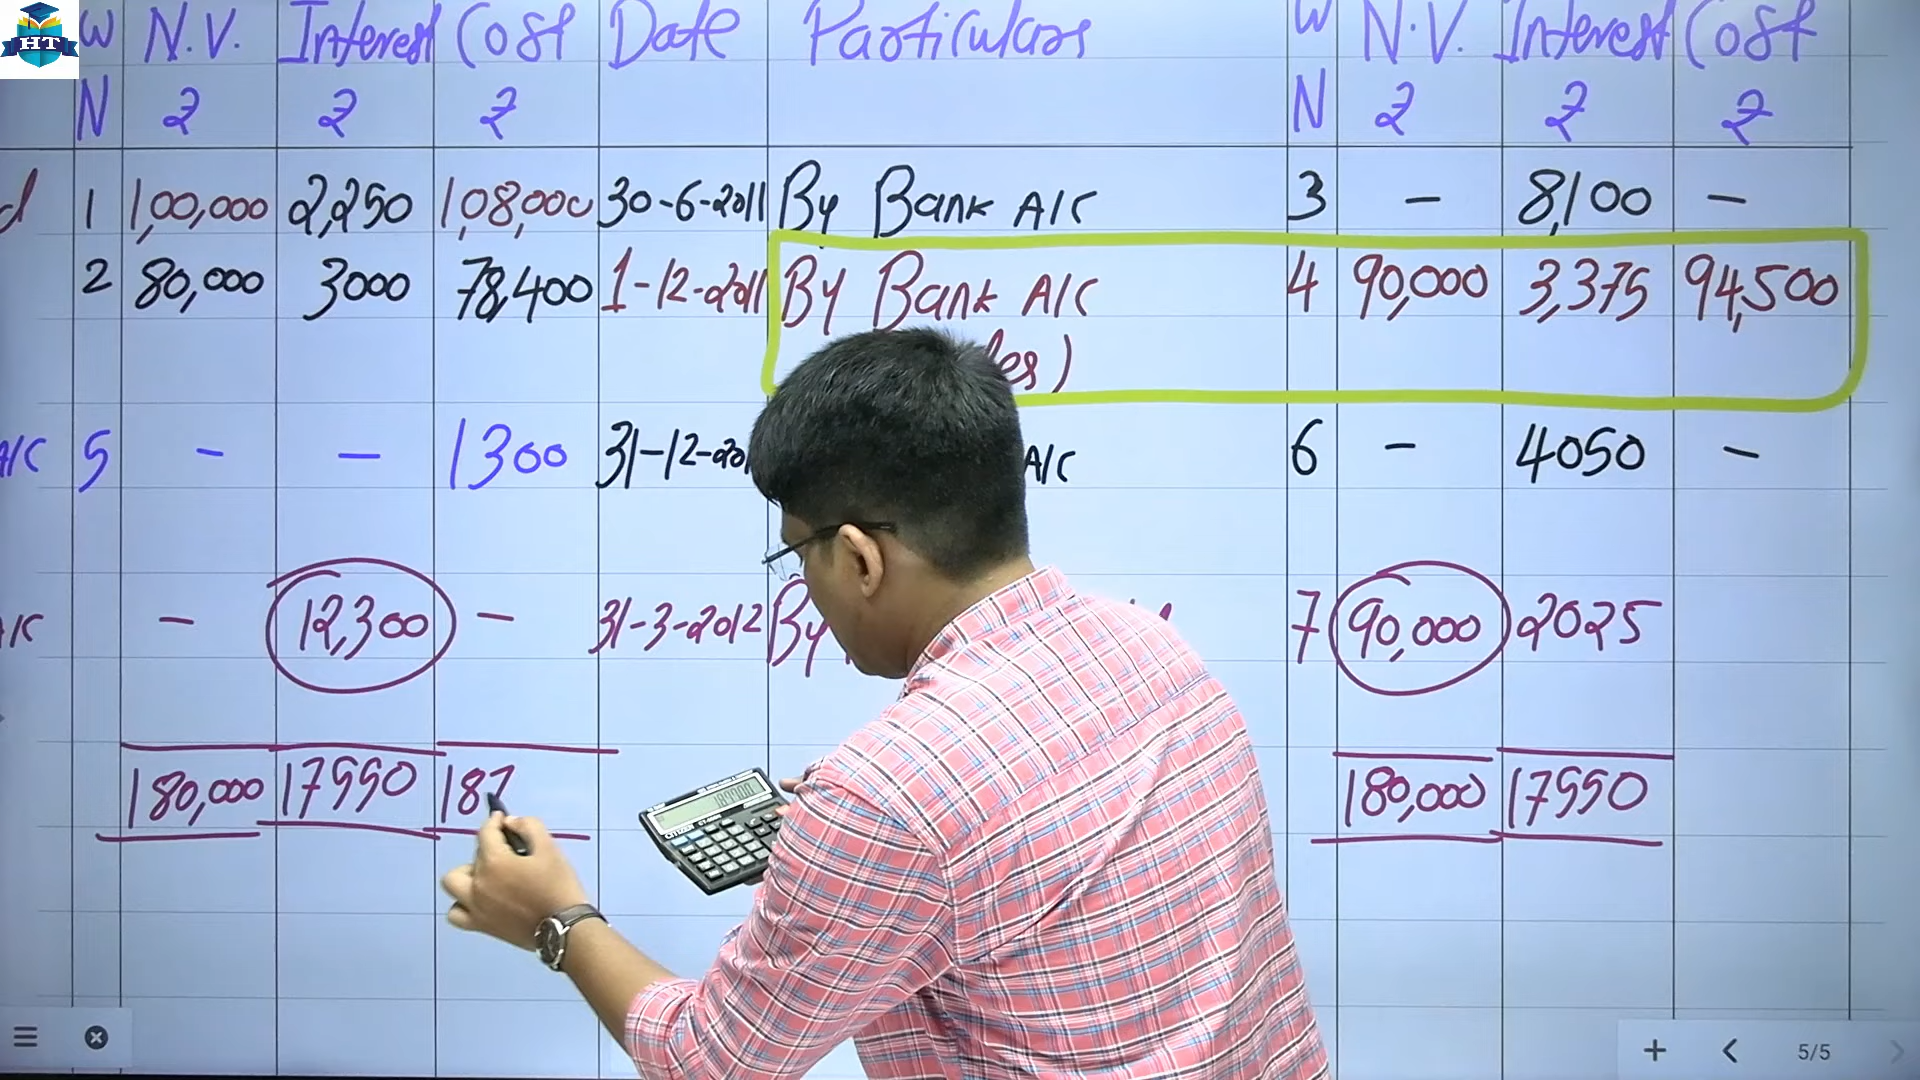 HT
W N.V. Interest Cost Date Particulars W N.V. Interest Cost
N ₹ ₹ ₹ N ₹ ₹ ₹
d 1 1,00,000 2,250 1,08,000 30-6-2011 By Bank A/C 3 - 8,100 -
2 80,000 3000 78,400 1-12-2011 By Bank A/C 4 90,000 3,375 94,500
les)
A/C 5 - - 1300 31-12-201 A/C 6 - 4050 -
A/C - 12,300 - 31-3-2012 By 7 90,000 2025
180,000 17550 187 180,000 17550
CITIZEN
5/5